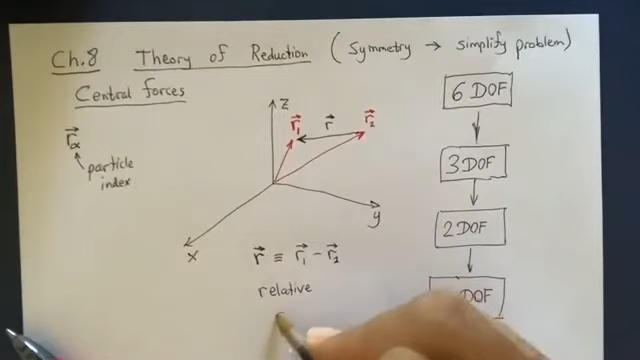 Ch.8 Theory of Reduction (Symmetry → simplify problem)
Central forces
r⃗α
particle
index
z
r⃗₁
r⃗
r⃗₂
y
x
r⃗ ≡ r⃗₁ − r⃗₂
relative
6 DOF
3 DOF
2 DOF
DOF